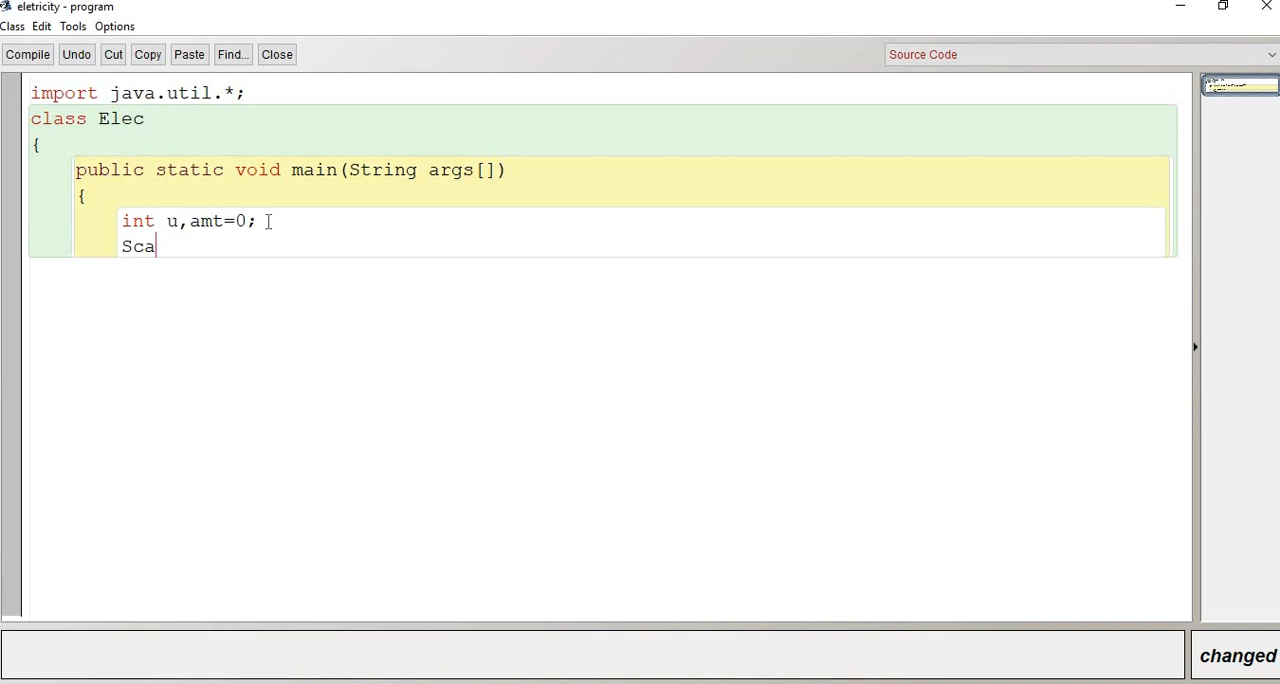 eletricity - program
Class Edit Tools Options
Compile Undo Cut Copy Paste Find... Close Source Code
import java.util.*;
class Elec
{
public static void main(String args[])
{
int u,amt=0;
Sca
changed